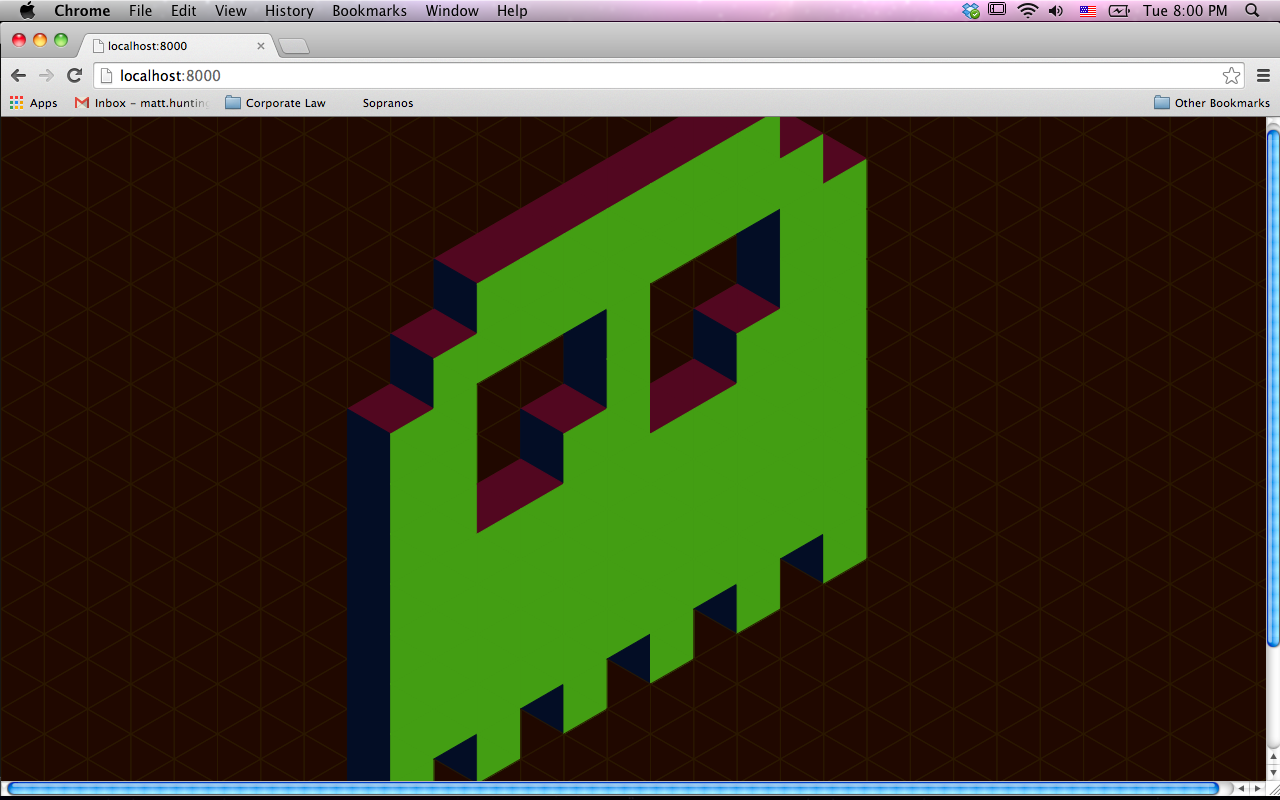 Chrome File Edit View History Bookmarks Window Help Tue 8:00 PM
localhost:8000
localhost:8000
Apps Inbox – matt.hunting Corporate Law Sopranos Other Bookmarks